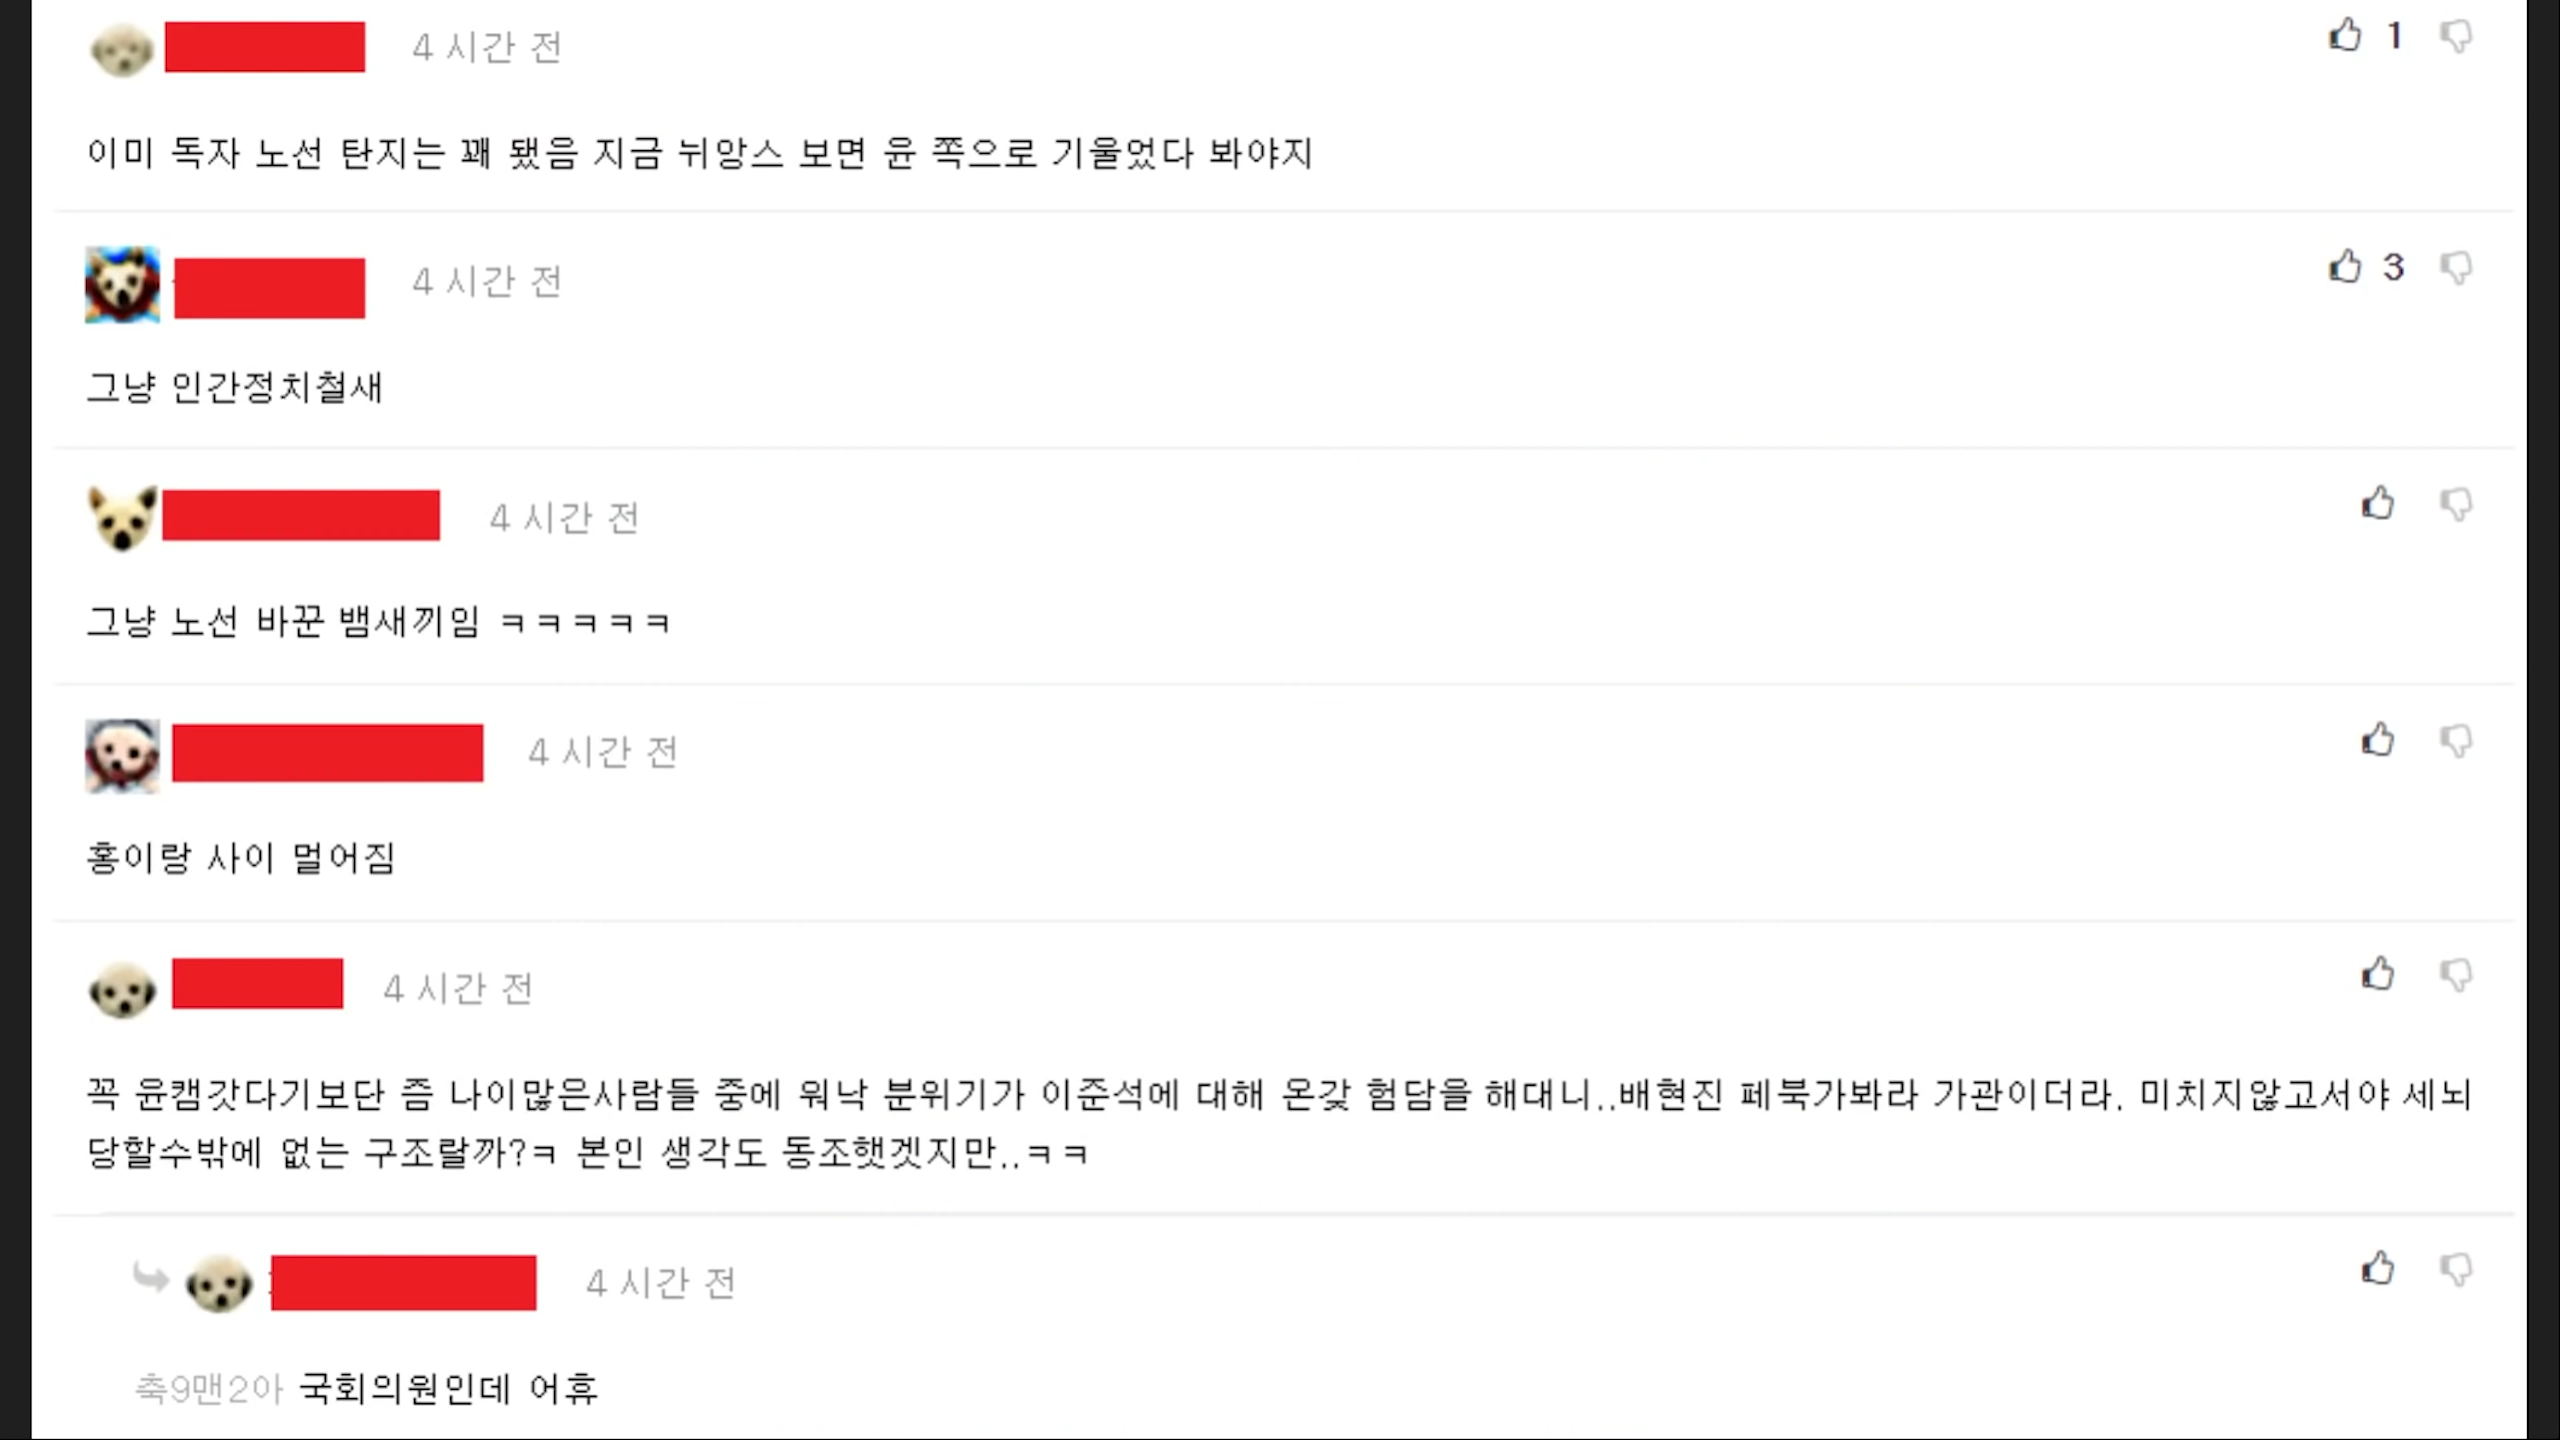 4 시간 전 1
이미 독자 노선 탄지는 꽤 됐음 지금 뉘앙스 보면 윤 쪽으로 기울었다 봐야지
4 시간 전 3
그냥 인간정치철새
4 시간 전
그냥 노선 바꾼 뱀새끼임 ㅋㅋㅋㅋㅋ
4 시간 전
홍이랑 사이 멀어짐
4 시간 전
꼭 윤캠갓다기보단 즘 나이많은사람들 중에 워낙 분위기가 이준석에 대해 온갖 험담을 해대니..배현진 페북가봐라 가관이더라. 미치지않고서야 세뇌
당할수밖에 없는 구조랄까?ㅋ 본인 생각도 동조햇겟지만..ㅋㅋ
4 시간 전
축9맨2아 국회의원인데 어휴